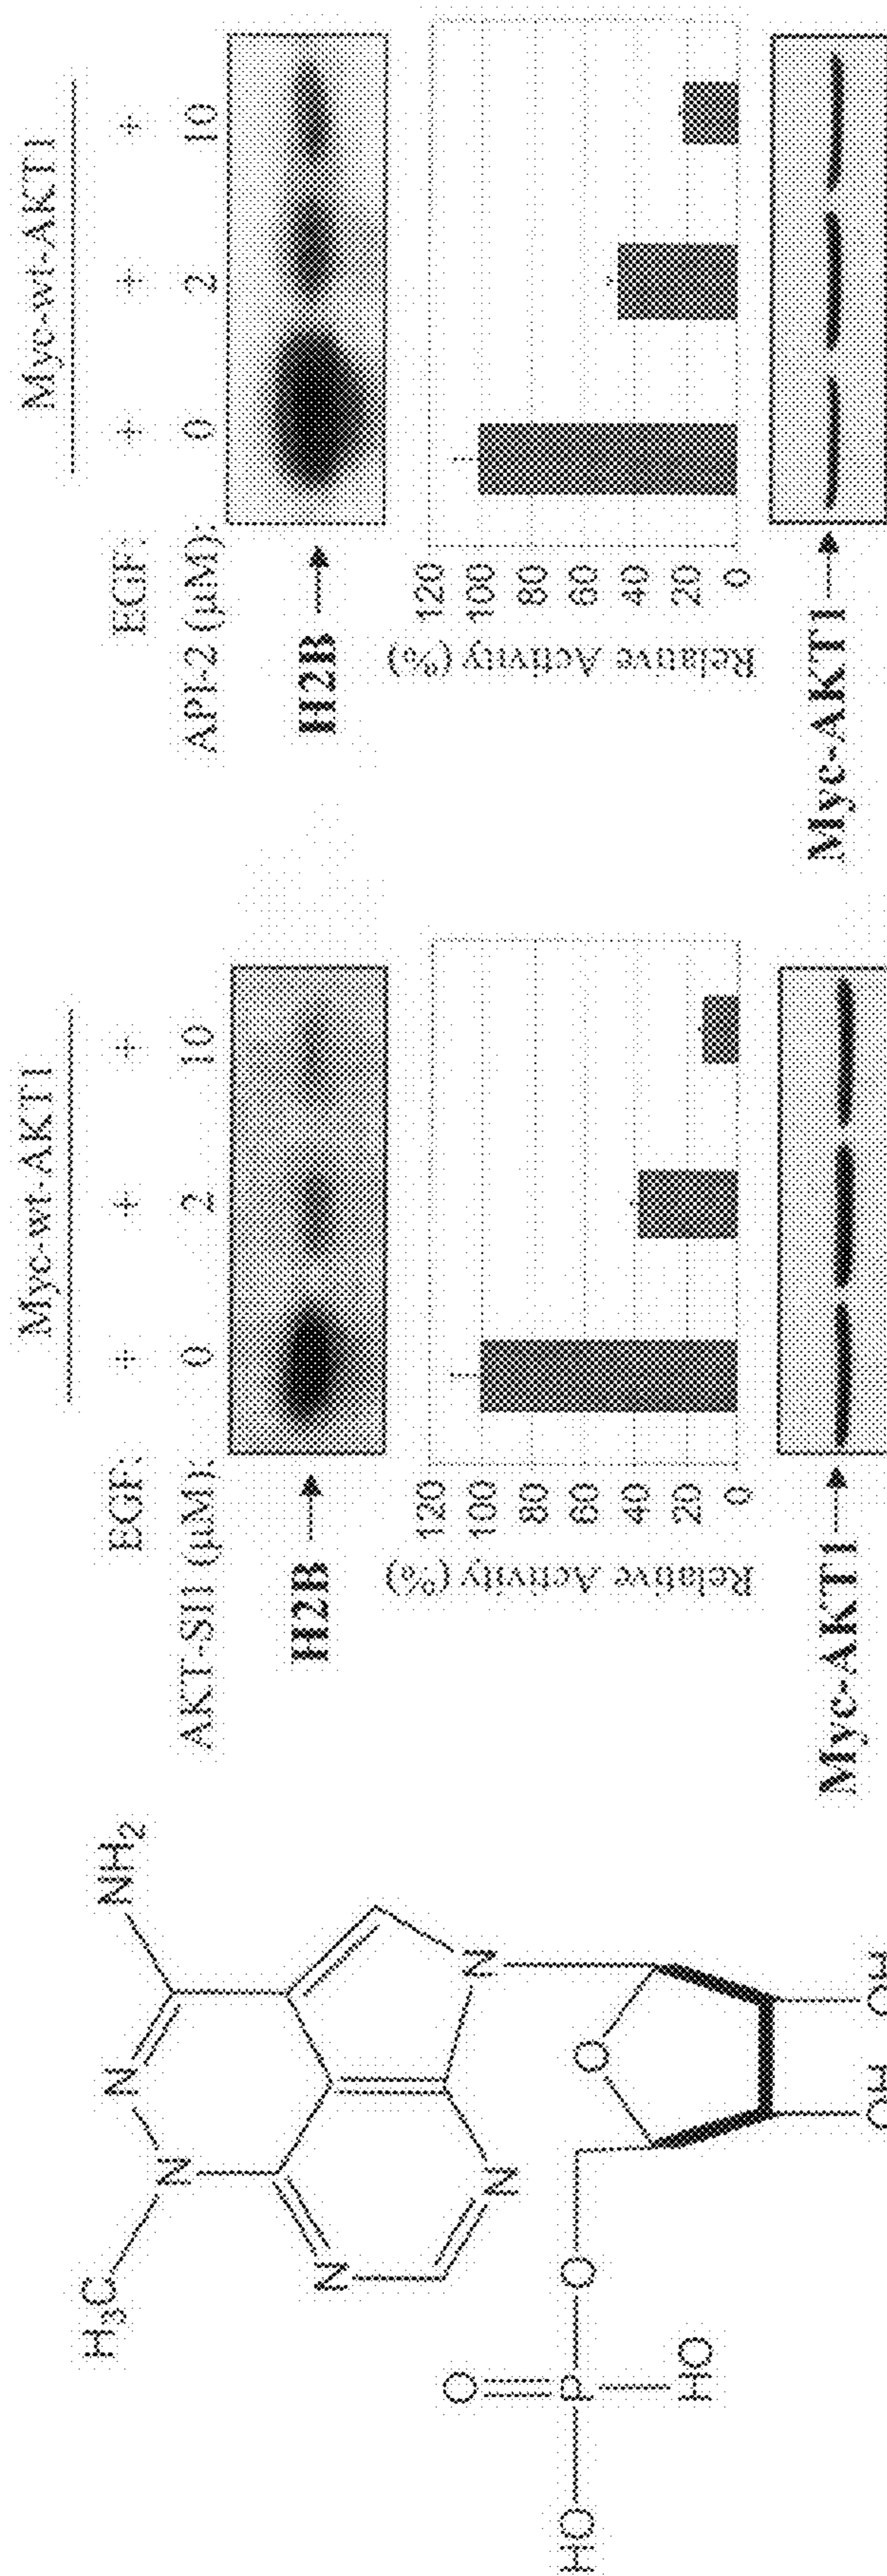 H₃C
N
N
NH₂
N
N
N
O
O
P
O
HO
HO
OH
OH
Myc-wt-AKT1
EGF: + + +
AKT-SI1 (µM): 0 2 10
H2B
Relative Activity (%)
120
100
80
60
40
20
0
Myc-AKT1
Myc-wt-AKT1
EGF: + + +
API-2 (µM): 0 2 10
H2B
Relative Activity (%)
120
100
80
60
40
20
0
Myc-AKT1